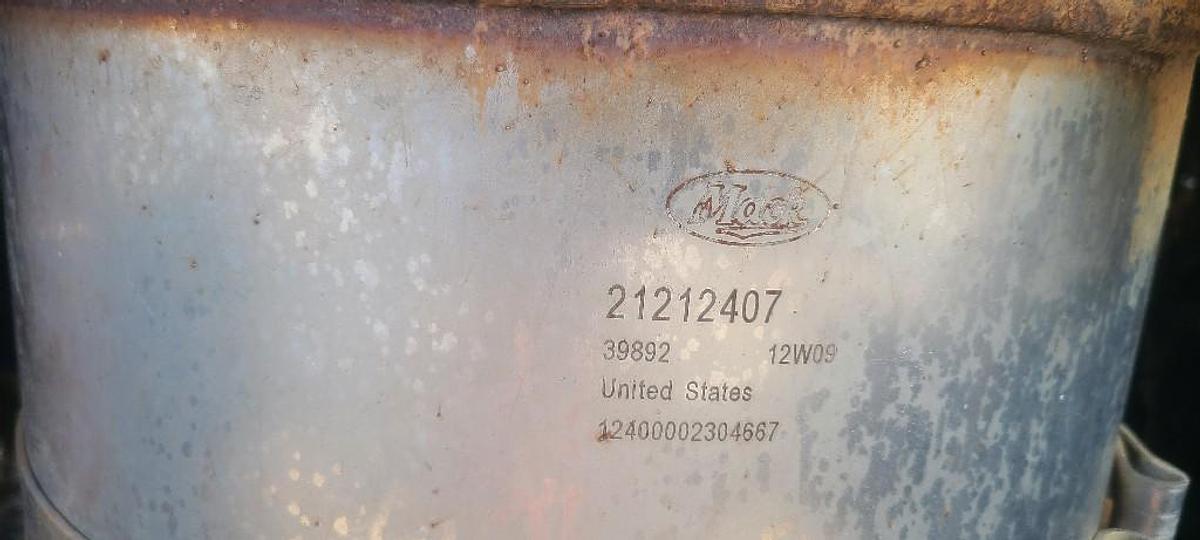 Mack
21212407
39892 12W09
United States
12400002304667